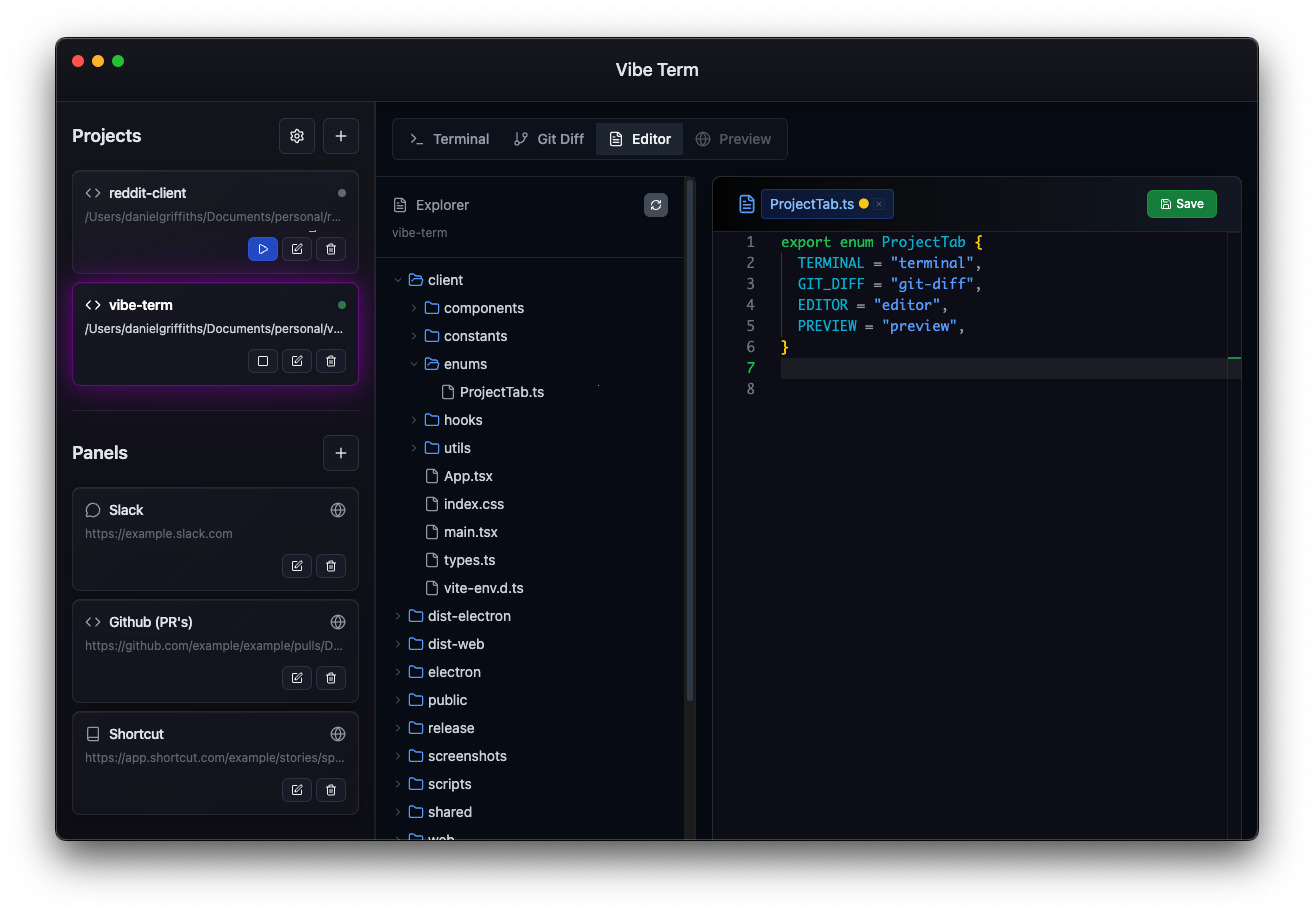 Vibe Term
Projects
reddit-client
/Users/danielgriffiths/Documents/personal/r...
vibe-term
/Users/danielgriffiths/Documents/personal/v...
Panels
Slack
https://example.slack.com
Github (PR's)
https://github.com/example/example/pulls/D...
Shortcut
https://app.shortcut.com/example/stories/sp...
Terminal Git Diff Editor Preview
Explorer
vibe-term
client
components
constants
enums
ProjectTab.ts
hooks
utils
App.tsx
index.css
main.tsx
types.ts
vite-env.d.ts
dist-electron
dist-web
electron
public
release
screenshots
scripts
shared
web
ProjectTab.ts Save
1 export enum ProjectTab {
2 TERMINAL = "terminal",
3 GIT_DIFF = "git-diff",
4 EDITOR = "editor",
5 PREVIEW = "preview",
6 }
7
8